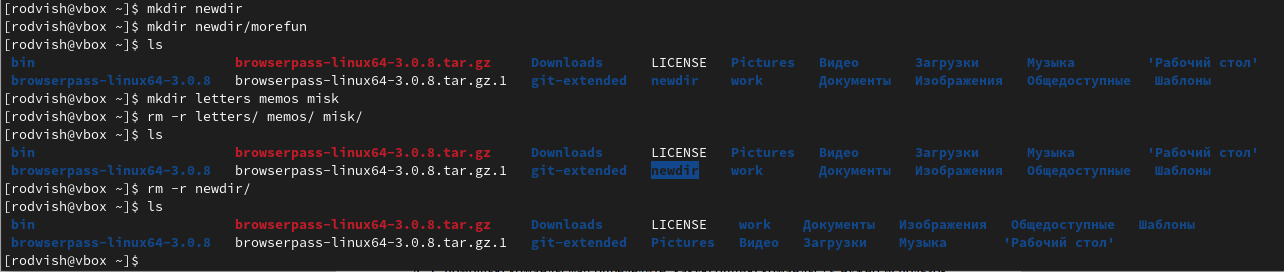 [rodvish@vbox ~]$ mkdir newdir
[rodvish@vbox ~]$ mkdir newdir/morefun
[rodvish@vbox ~]$ ls
bin browserpass-linux64-3.0.8.tar.gz Downloads LICENSE Pictures Видео Загрузки Музыка 'Рабочий стол'
browserpass-linux64-3.0.8 browserpass-linux64-3.0.8.tar.gz.1 git-extended newdir work Документы Изображения Общедоступные Шаблоны
[rodvish@vbox ~]$ mkdir letters memos misk
[rodvish@vbox ~]$ rm -r letters/ memos/ misk/
[rodvish@vbox ~]$ ls
bin browserpass-linux64-3.0.8.tar.gz Downloads LICENSE Pictures Видео Загрузки Музыка 'Рабочий стол'
browserpass-linux64-3.0.8 browserpass-linux64-3.0.8.tar.gz.1 git-extended newdir work Документы Изображения Общедоступные Шаблоны
[rodvish@vbox ~]$ rm -r newdir/
[rodvish@vbox ~]$ ls
bin browserpass-linux64-3.0.8.tar.gz Downloads LICENSE work Документы Изображения Общедоступные Шаблоны
browserpass-linux64-3.0.8 browserpass-linux64-3.0.8.tar.gz.1 git-extended Pictures Видео Загрузки Музыка 'Рабочий стол'
[rodvish@vbox ~]$